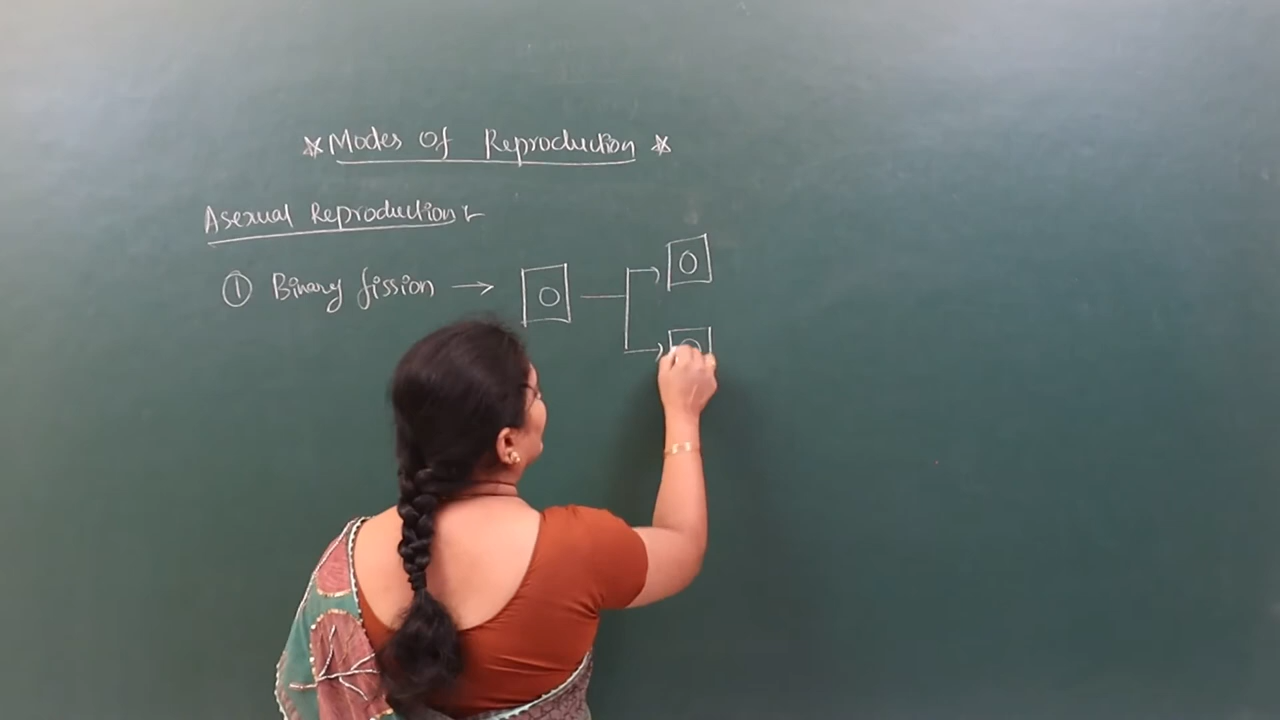 ☆ Modes Of Reproduction ☆
Asexual Reproduction :-
① Binary fission →